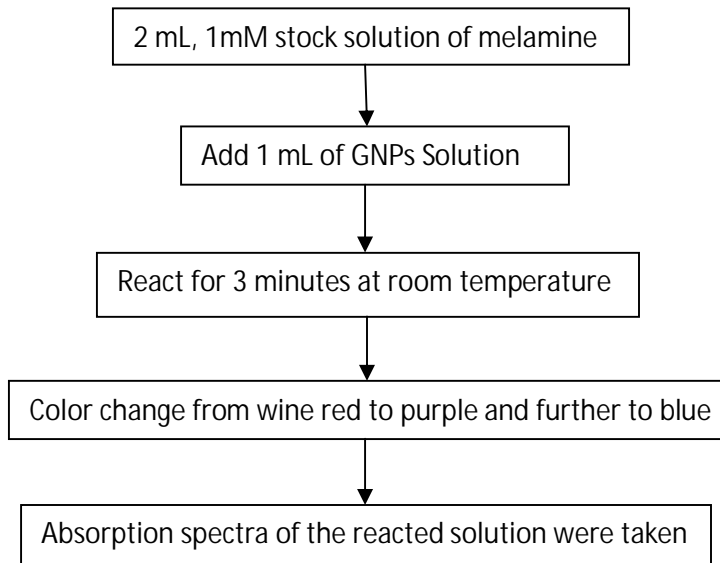 2 mL, 1mM stock solution of melamine
Add 1 mL of GNPs Solution
React for 3 minutes at room temperature
Color change from wine red to purple and further to blue
Absorption spectra of the reacted solution were taken